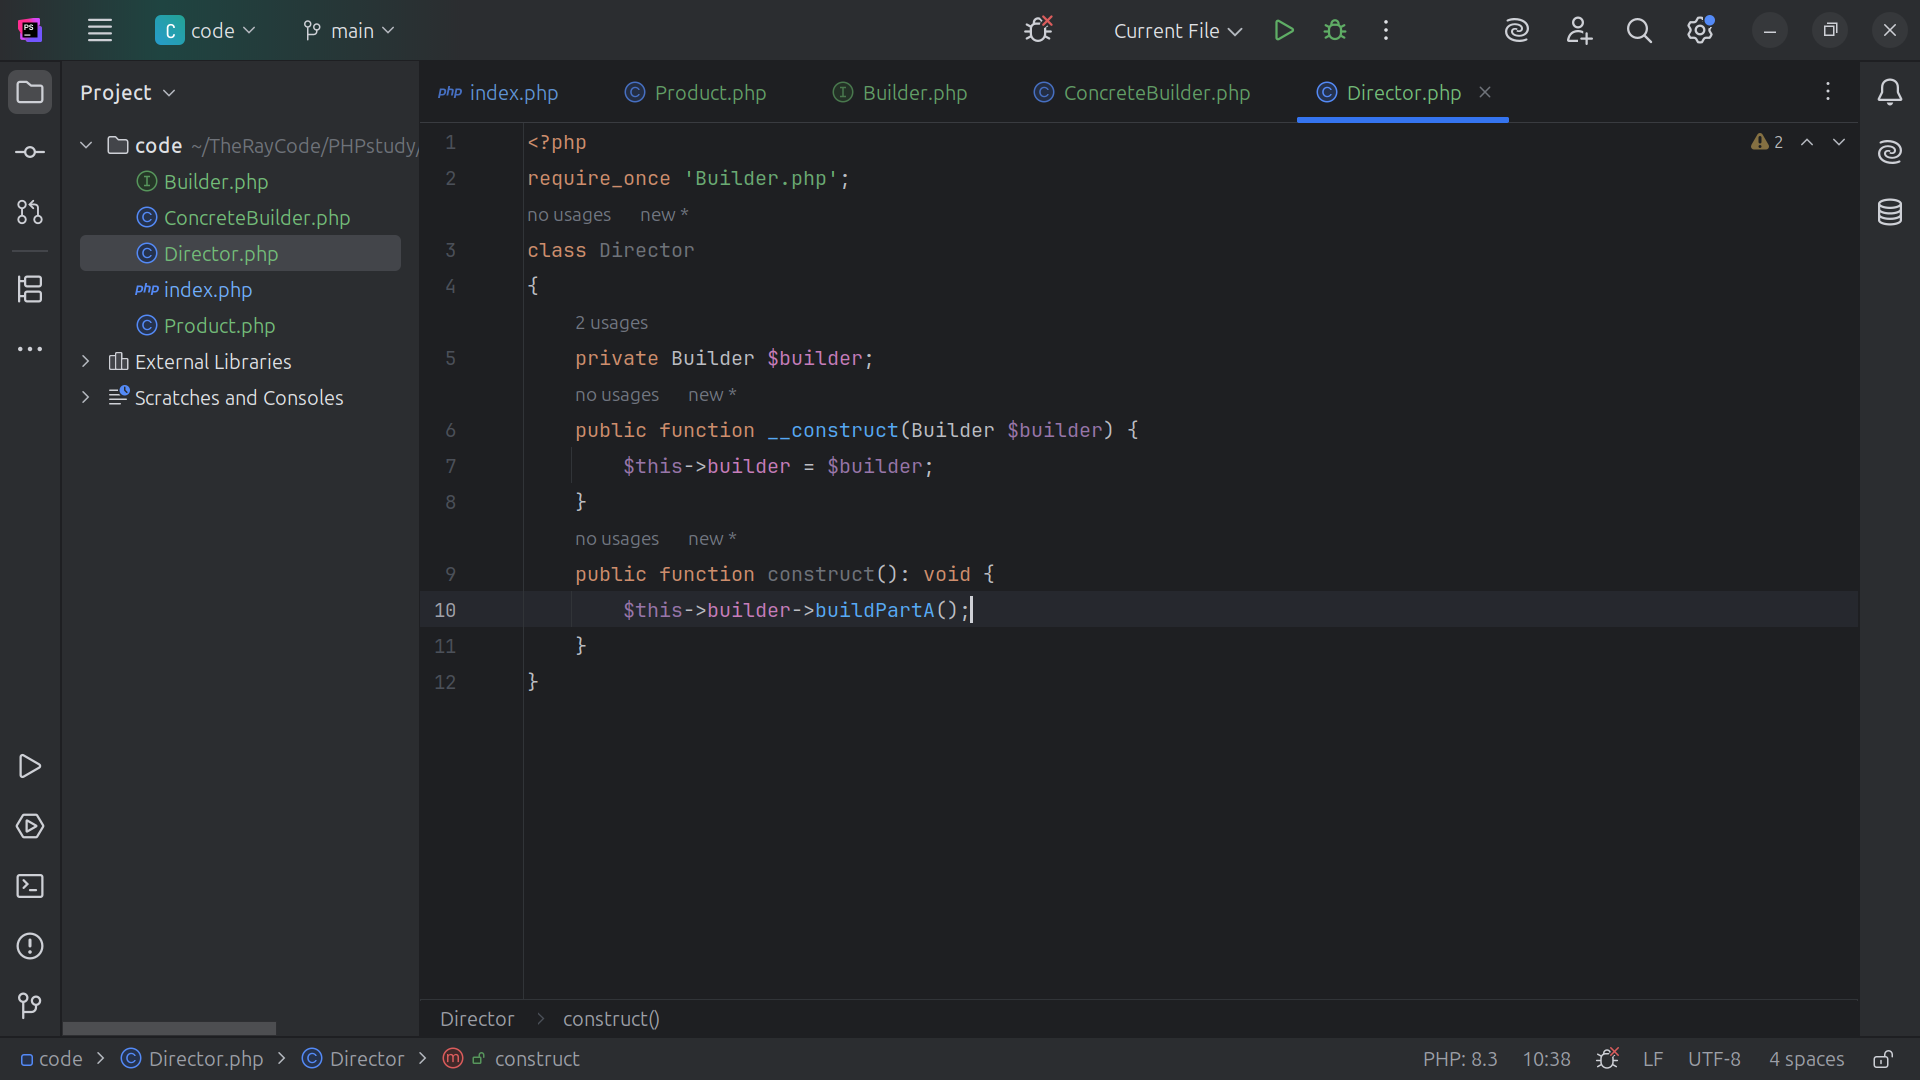 PS
C code
main
Current File
Project
php index.php
C Product.php
I Builder.php
C ConcreteBuilder.php
C Director.php
code ~/TheRayCode/PHPstudy/
I Builder.php
C ConcreteBuilder.php
C Director.php
php index.php
C Product.php
External Libraries
Scratches and Consoles
2
1 <?php
2 require_once 'Builder.php';
no usages new *
3 class Director
4 {
2 usages
5 private Builder $builder;
no usages new *
6 public function __construct(Builder $builder) {
7 $this->builder = $builder;
8 }
no usages new *
9 public function construct(): void {
10 $this->builder->buildPartA();
11 }
12 }
Director > construct()
code > C Director.php > C Director > m construct
PHP: 8.3 10:38 LF UTF-8 4 spaces